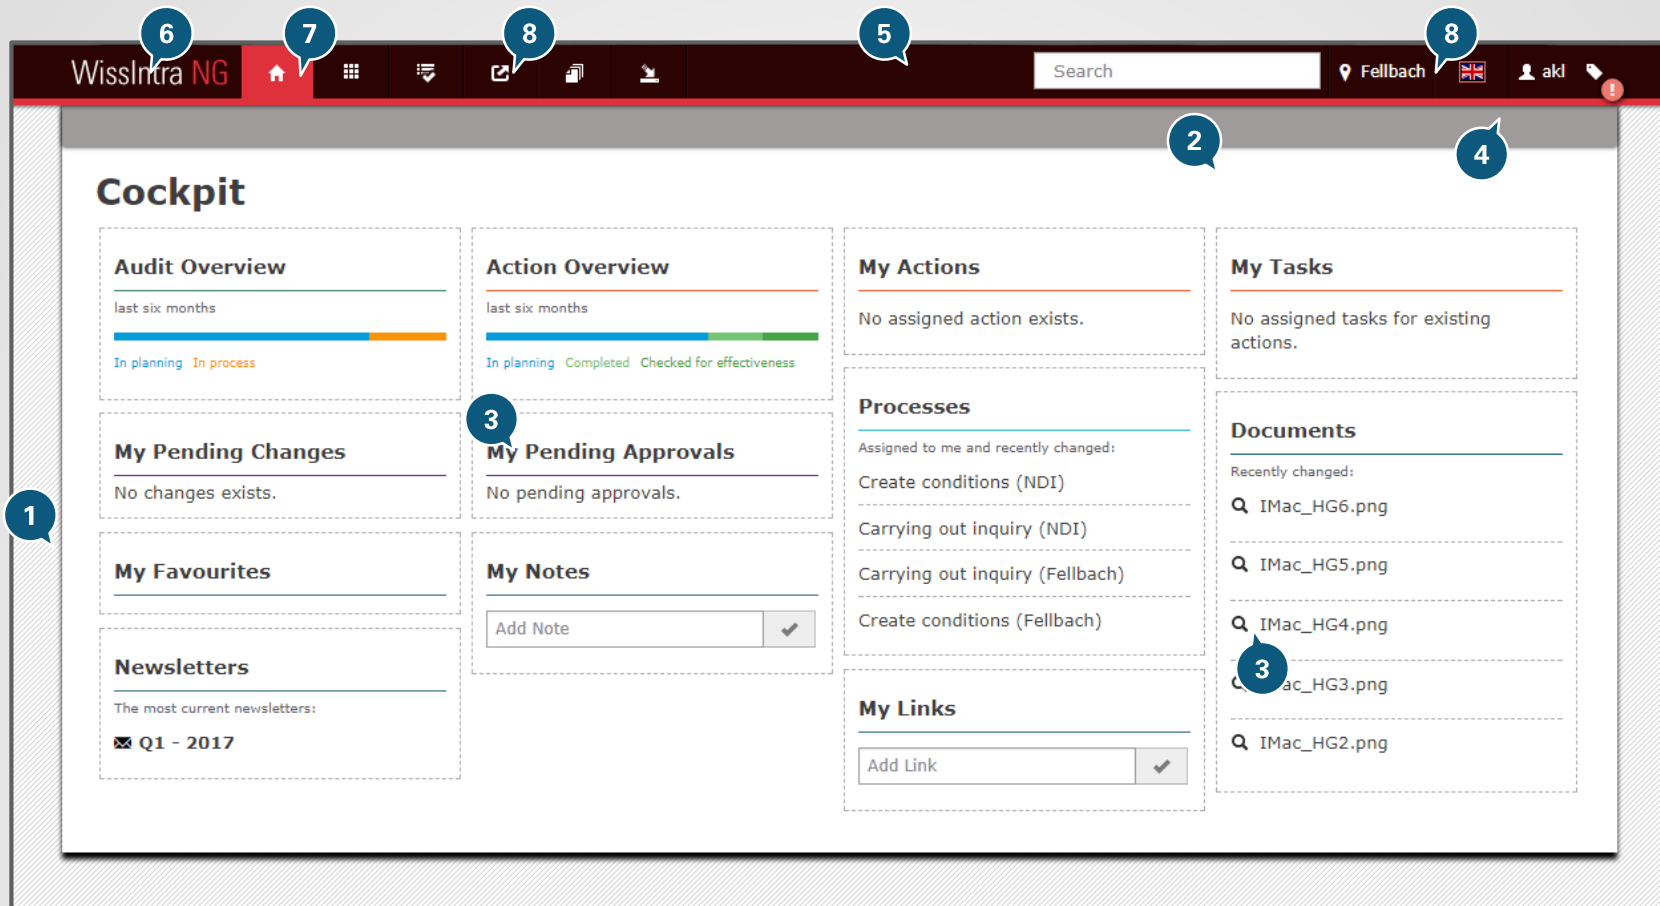 6
7
8
5
8
WissIntra NG
Search
Fellbach
akl
!
2
4
Cockpit
Audit Overview
last six months
In planning In process
Action Overview
last six months
In planning Completed Checked for effectiveness
My Actions
No assigned action exists.
My Tasks
No assigned tasks for existing
actions.
3
My Pending Changes
No changes exists.
My Pending Approvals
No pending approvals.
Processes
Assigned to me and recently changed:
Create conditions (NDI)
Carrying out inquiry (NDI)
Carrying out inquiry (Fellbach)
Create conditions (Fellbach)
Documents
Recently changed:
IMac_HG6.png
IMac_HG5.png
IMac_HG4.png
3
ac_HG3.png
IMac_HG2.png
1
My Favourites
My Notes
Add Note
Newsletters
The most current newsletters:
Q1 - 2017
My Links
Add Link